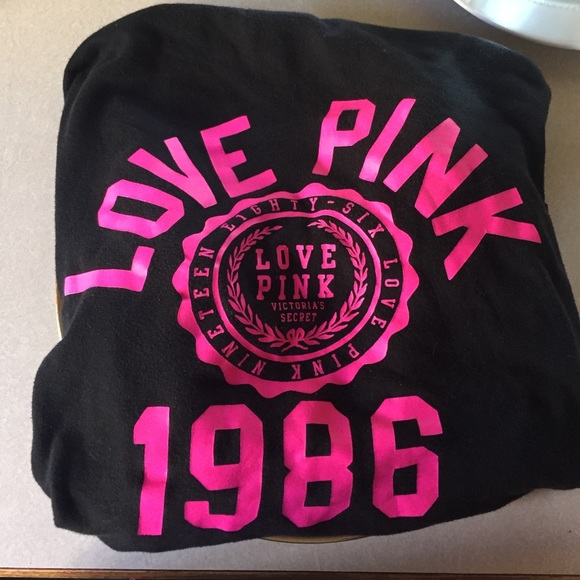 LOVE PINK
NINETEEN EIGHTY-SIX LOVE PINK
LOVE
PINK
VICTORIA'S
SECRET
1986